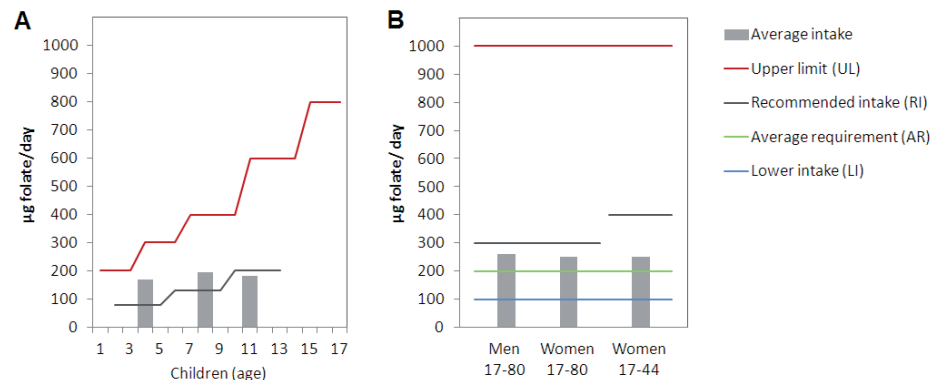 A
1000
900
800
700
600
500
400
300
200
100
0
µg folate/ day
1 3 5 7 9 11 13 15 17
Children (age)
B
1000
900
800
700
600
500
400
300
200
100
0
µg folate/ day
Men Women Women
17-80 17-80 17-44
Average intake
Upper limit (UL)
Recommended intake (RI)
Average requirement (AR)
Lower intake (LI)